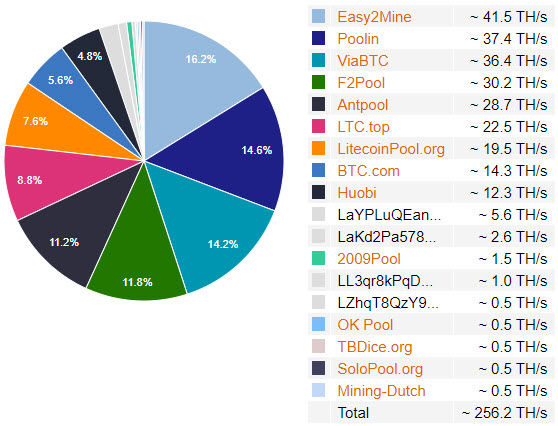 16.2%
14.6%
14.2%
11.8%
11.2%
8.8%
7.6%
5.6%
4.8%
Easy2Mine ~ 41.5 TH/s
Poolin ~ 37.4 TH/s
ViaBTC ~ 36.4 TH/s
F2Pool ~ 30.2 TH/s
Antpool ~ 28.7 TH/s
LTC.top ~ 22.5 TH/s
LitecoinPool.org ~ 19.5 TH/s
BTC.com ~ 14.3 TH/s
Huobi ~ 12.3 TH/s
LaYPLuQEan... ~ 5.6 TH/s
LaKd2Pa578... ~ 2.6 TH/s
2009Pool ~ 1.5 TH/s
LL3qr8kPqD... ~ 1.0 TH/s
LZhqT8QzY9... ~ 0.5 TH/s
OK Pool ~ 0.5 TH/s
TBDice.org ~ 0.5 TH/s
SoloPool.org ~ 0.5 TH/s
Mining-Dutch ~ 0.5 TH/s
Total ~ 256.2 TH/s